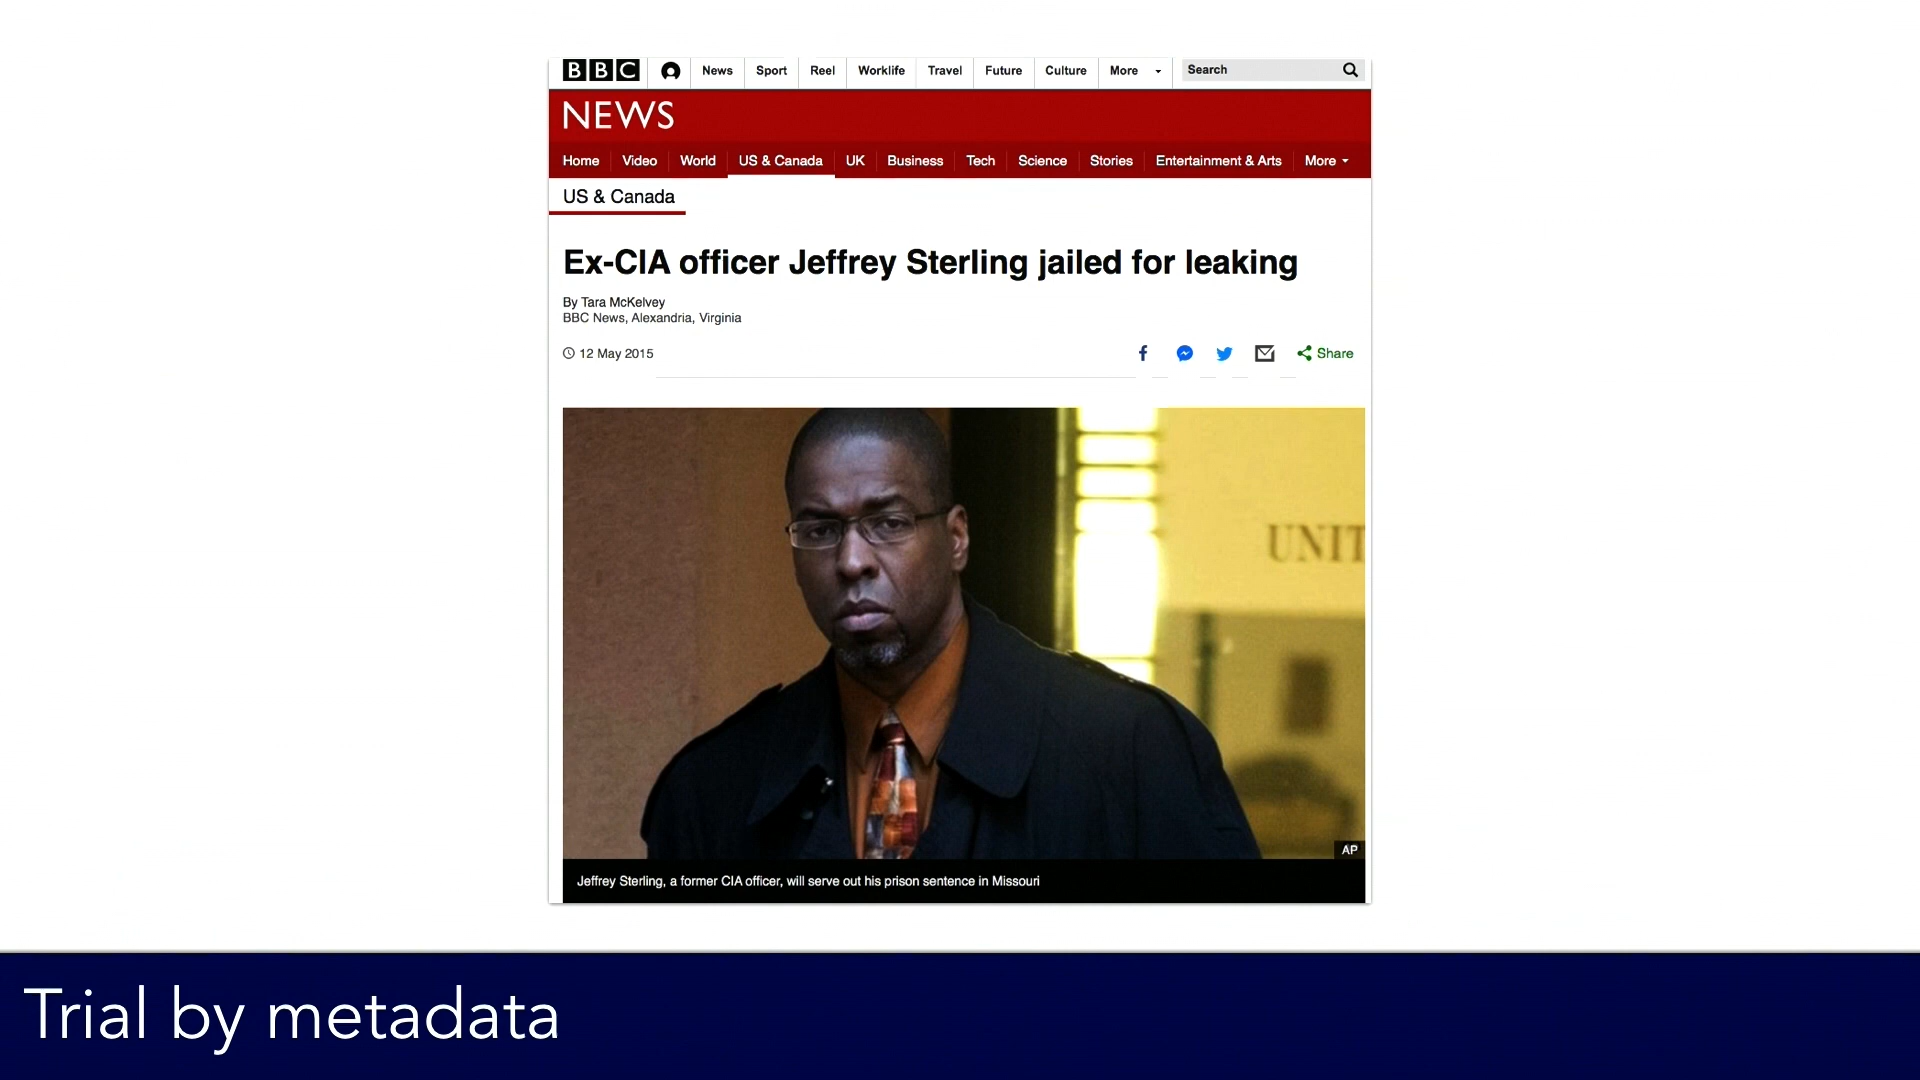 BBC News Sport Reel Worklife Travel Future Culture More Search
NEWS
Home Video World US & Canada UK Business Tech Science Stories Entertainment & Arts More
US & Canada
Ex-CIA officer Jeffrey Sterling jailed for leaking
By Tara McKelvey
BBC News, Alexandria, Virginia
12 May 2015 Share
UNIT
AP
Jeffrey Sterling, a former CIA officer, will serve out his prison sentence in Missouri
Trial by metadata